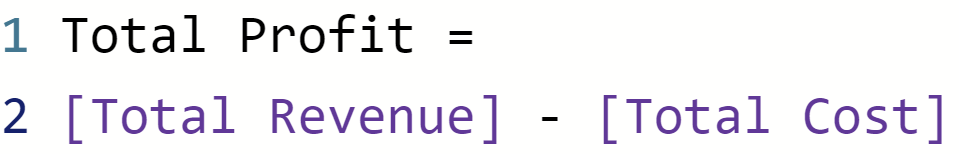 1 Total Profit =
2 [Total Revenue] - [Total Cost]